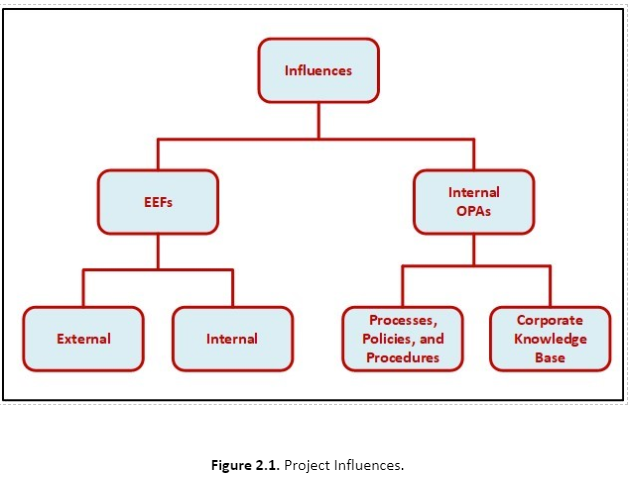 Influences
EEFs
Internal
OPAs
External
Internal
Processes,
Policies, and
Procedures
Corporate
Knowledge
Base
Figure 2.1. Project Influences.